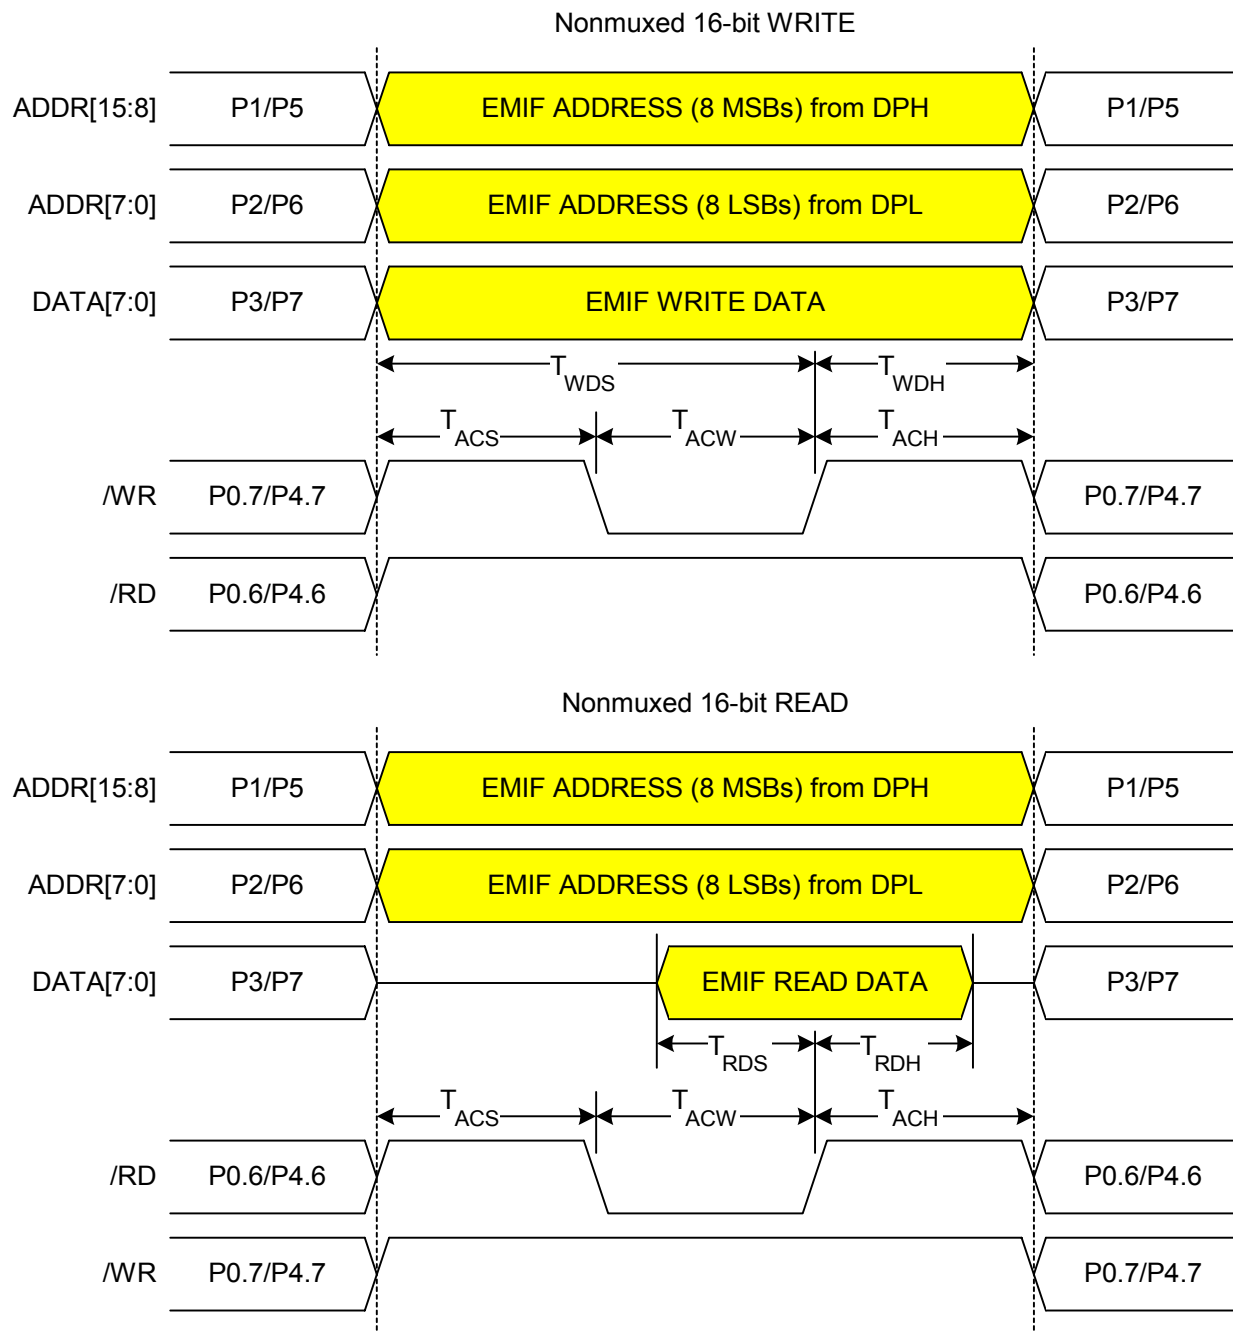 Nonmuxed 16-bit WRITE
ADDR[15:8] P1/P5 EMIF ADDRESS (8 MSBs) from DPH P1/P5
ADDR[7:0] P2/P6 EMIF ADDRESS (8 LSBs) from DPL P2/P6
DATA[7:0] P3/P7 EMIF WRITE DATA P3/P7
TWDS TWDH
TACS TACW TACH
/WR P0.7/P4.7 P0.7/P4.7
/RD P0.6/P4.6 P0.6/P4.6
Nonmuxed 16-bit READ
ADDR[15:8] P1/P5 EMIF ADDRESS (8 MSBs) from DPH P1/P5
ADDR[7:0] P2/P6 EMIF ADDRESS (8 LSBs) from DPL P2/P6
DATA[7:0] P3/P7 EMIF READ DATA P3/P7
TRDS TRDH
TACS TACW TACH
/RD P0.6/P4.6 P0.6/P4.6
/WR P0.7/P4.7 P0.7/P4.7